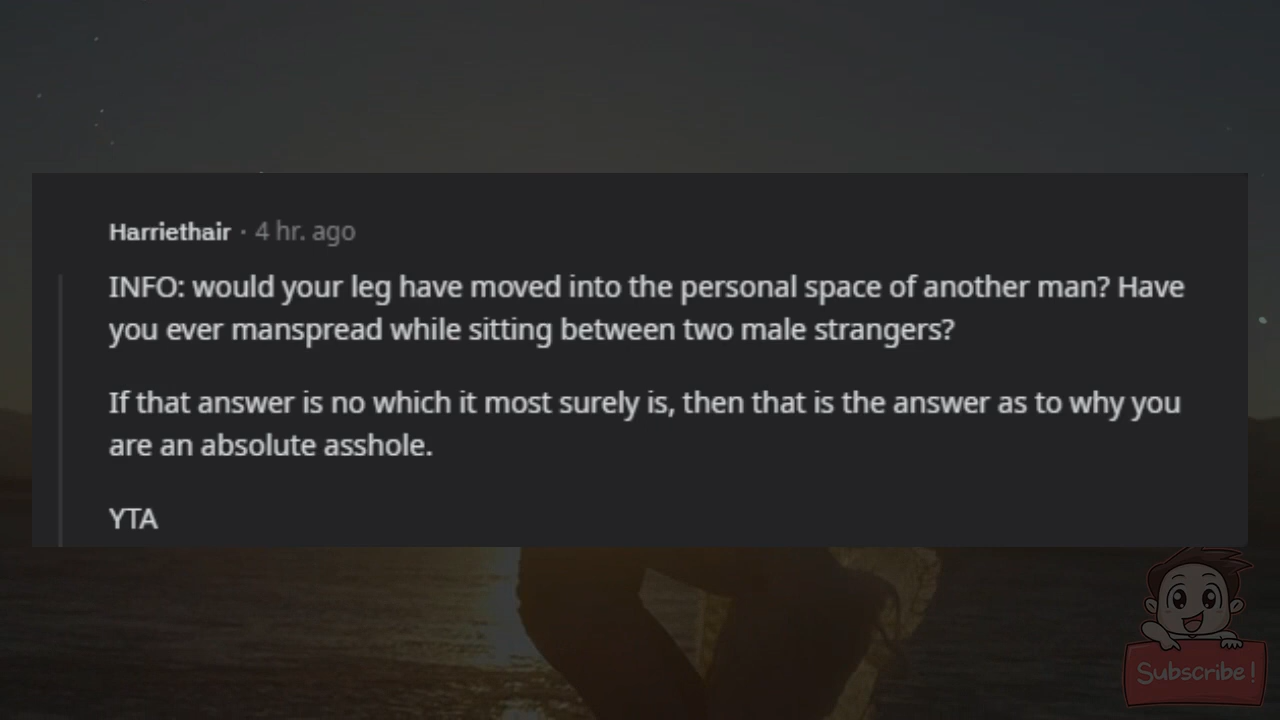 Harriethair · 4 hr. ago
INFO: would your leg have moved into the personal space of another man? Have
you ever manspread while sitting between two male strangers?
If that answer is no which it most surely is, then that is the answer as to why you
are an absolute asshole.
YTA
Subscribe!